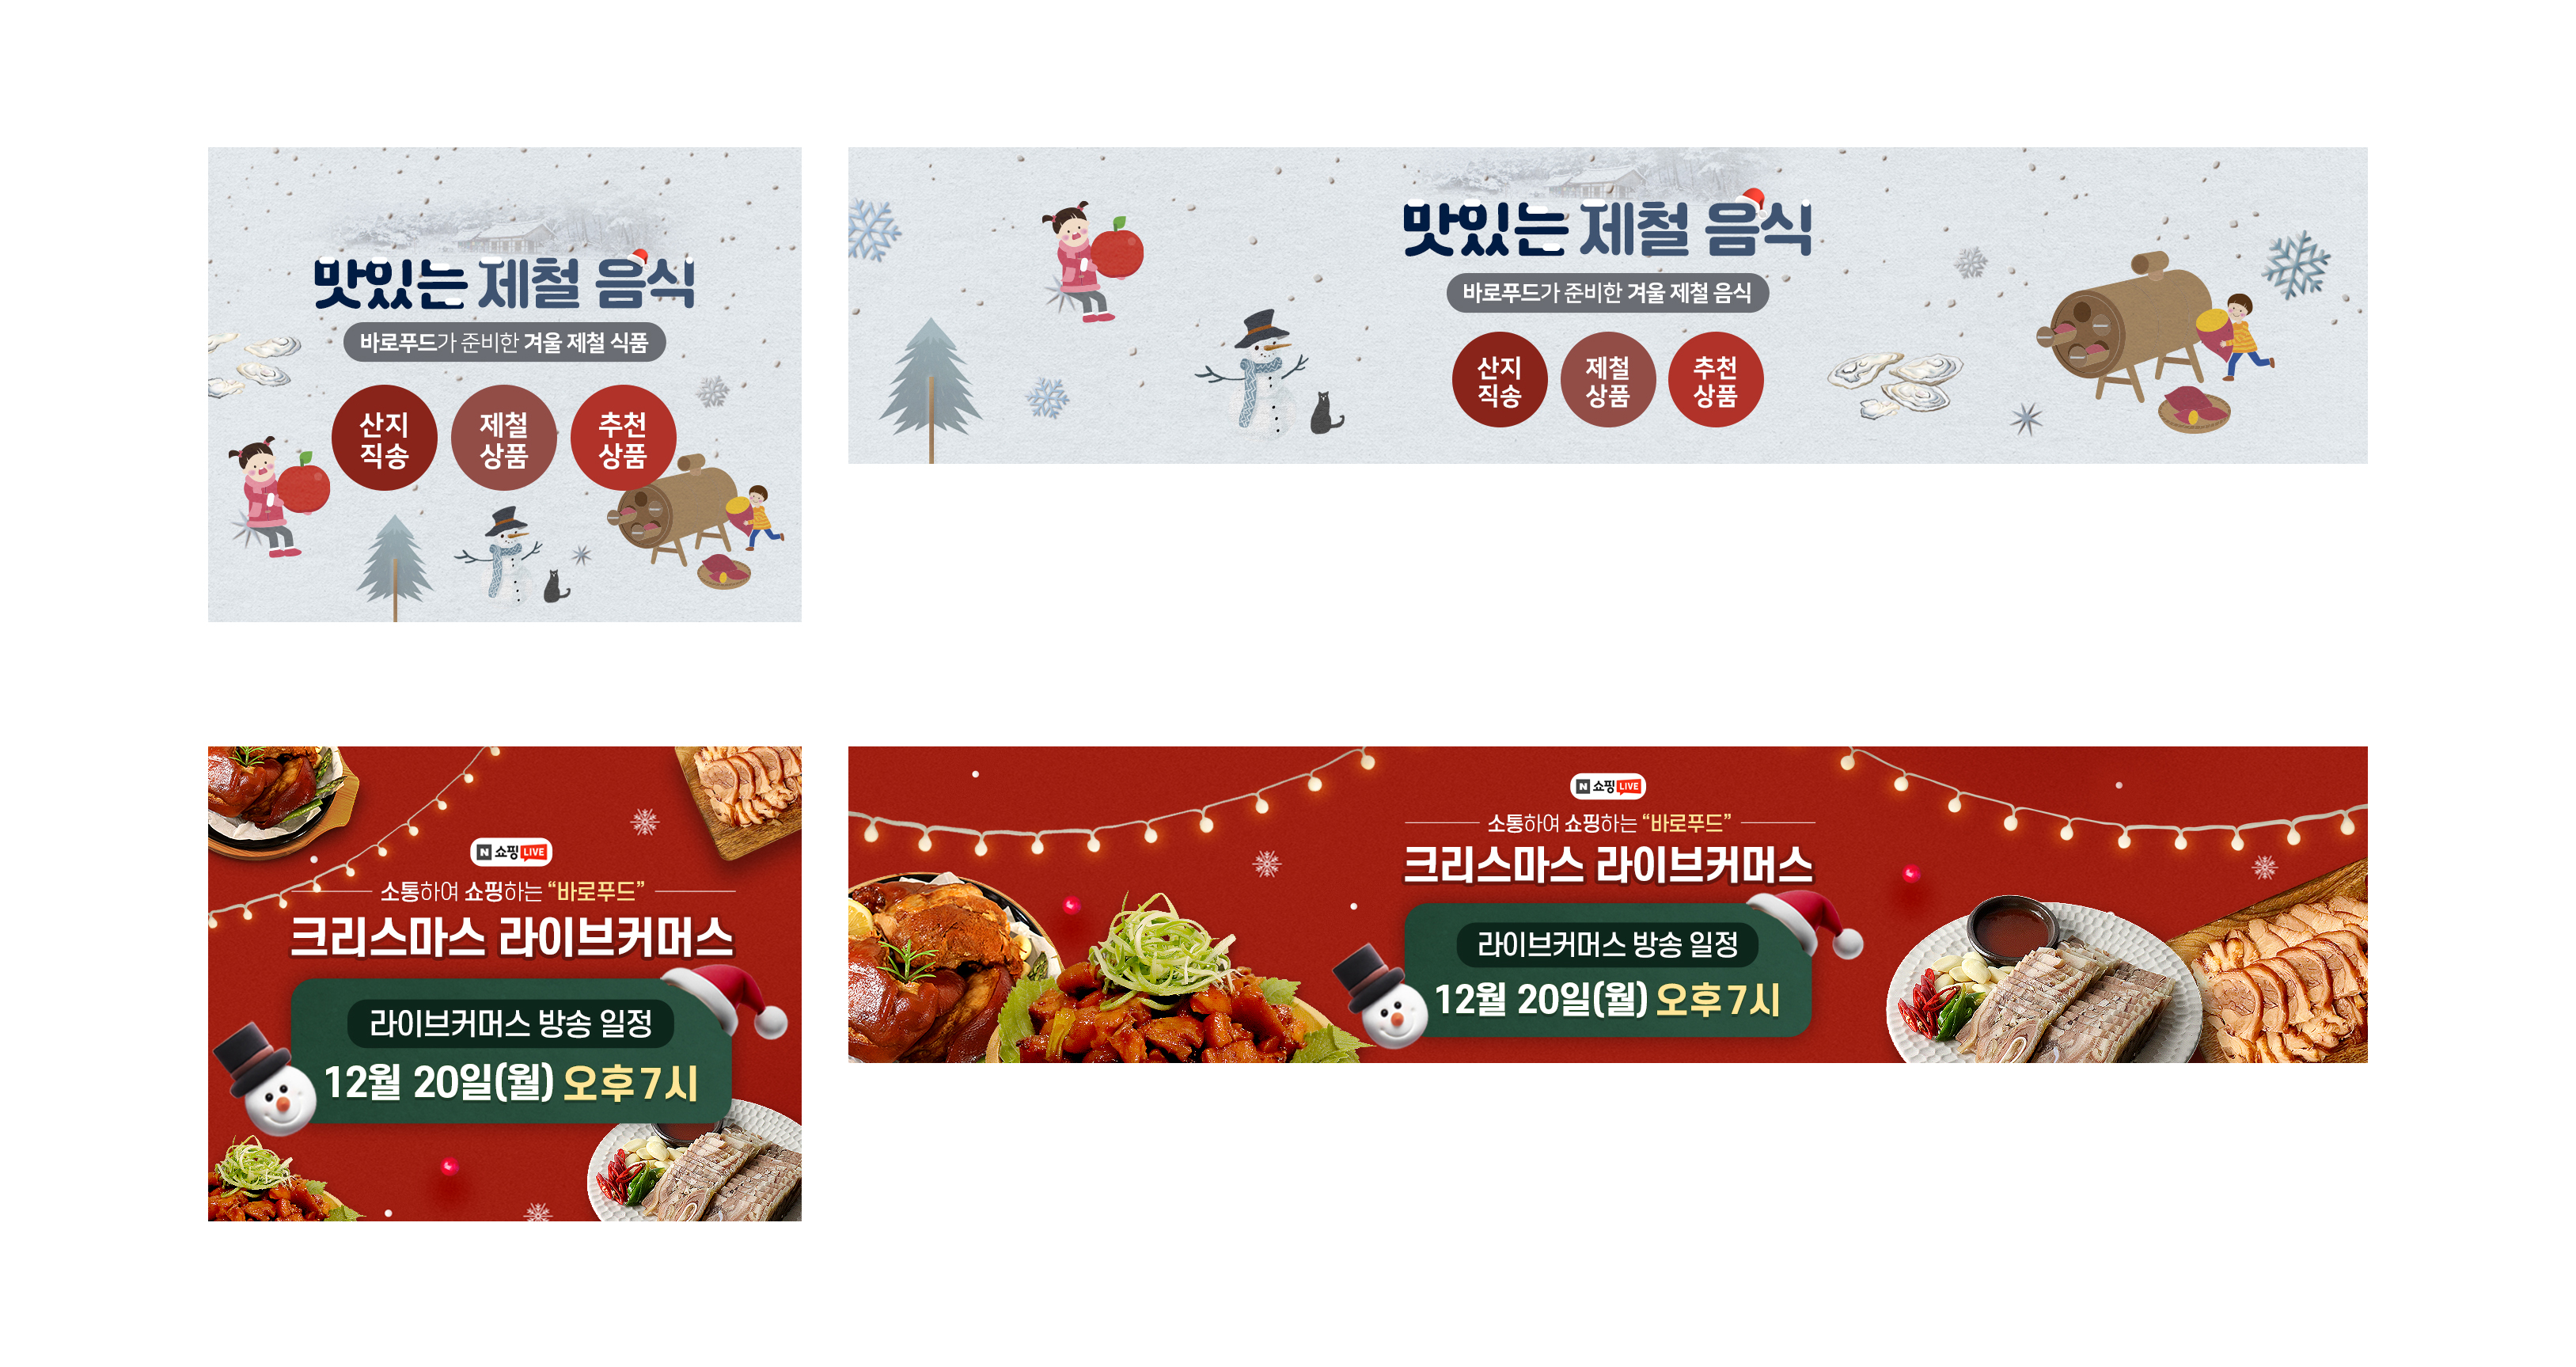 맛있는 제철 음식
바로푸드가 준비한 겨울 제철 식품
산지 직송
제철 상품
추천 상품
맛있는 제철 음식
바로푸드가 준비한 겨울 제철 음식
산지 직송
제철 상품
추천 상품
N 쇼핑 LIVE
소통하여 쇼핑하는 “바로푸드”
크리스마스 라이브커머스
라이브커머스 방송 일정
12월 20일(월) 오후 7시
N 쇼핑 LIVE
소통하여 쇼핑하는 “바로푸드”
크리스마스 라이브커머스
라이브커머스 방송 일정
12월 20일(월) 오후 7시